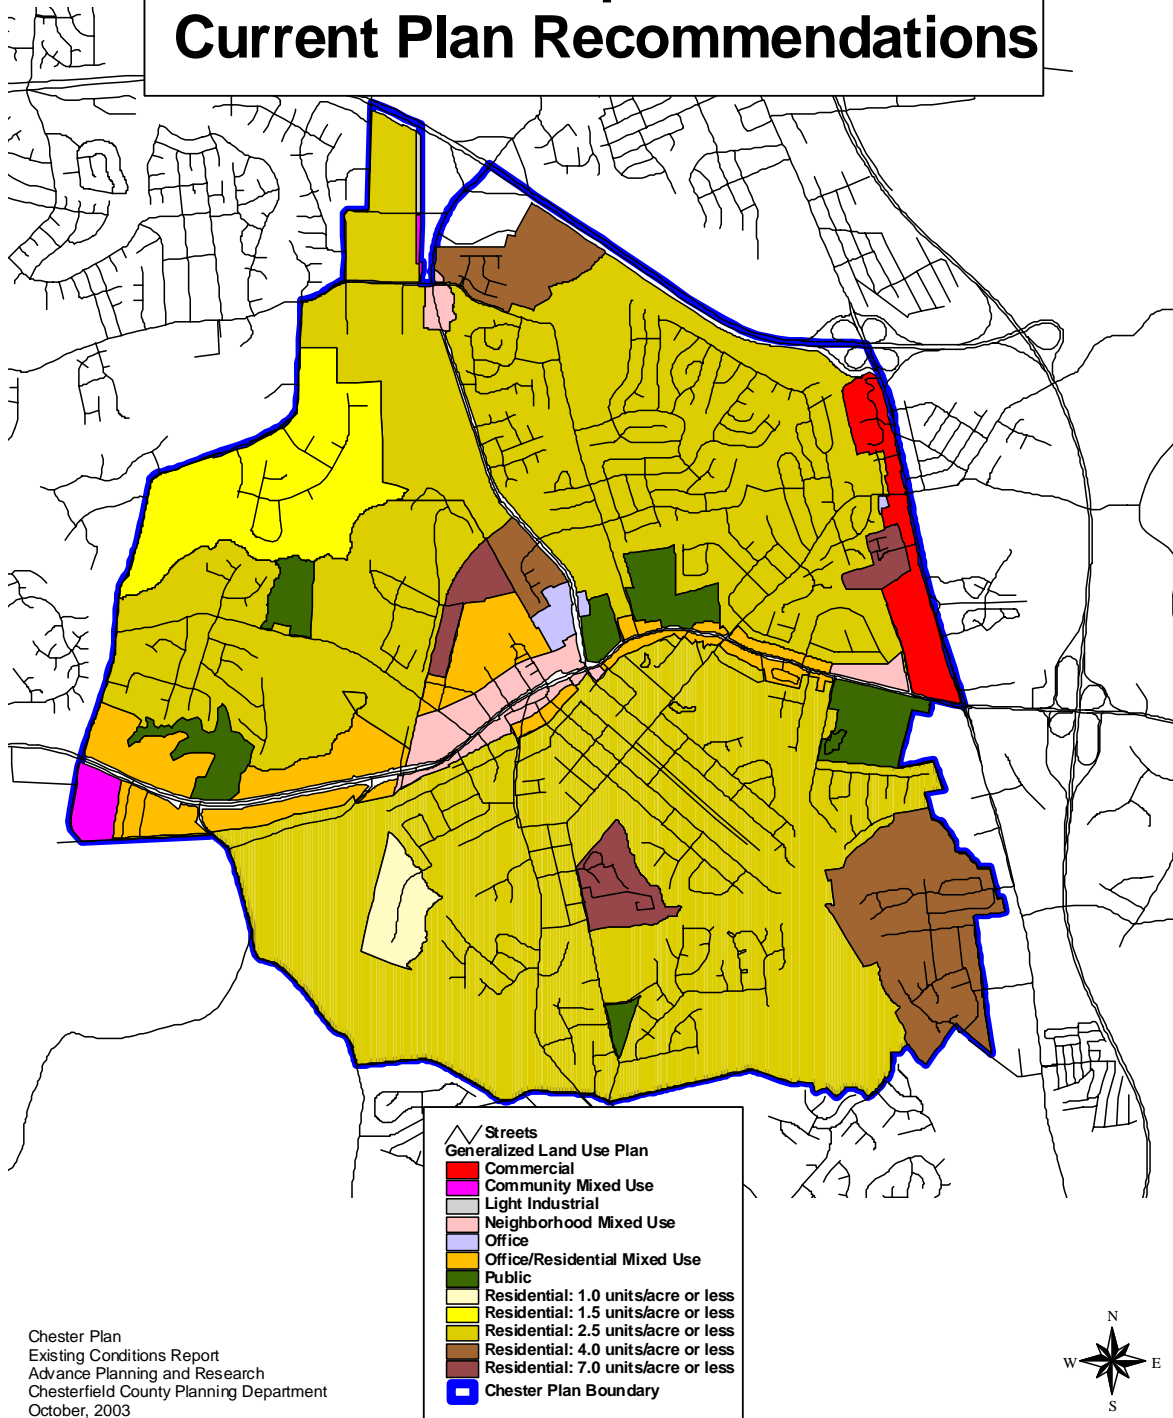 Current Plan Recommendations
Streets
Generalized Land Use Plan
Commercial
Community Mixed Use
Light Industrial
Neighborhood Mixed Use
Office
Office/Residential Mixed Use
Public
Residential: 1.0 units/acre or less
Residential: 1.5 units/acre or less
Residential: 2.5 units/acre or less
Residential: 4.0 units/acre or less
Residential: 7.0 units/acre or less
Chester Plan Boundary
Chester Plan
Existing Conditions Report
Advance Planning and Research
Chesterfield County Planning Department
October, 2003
N
W E
S